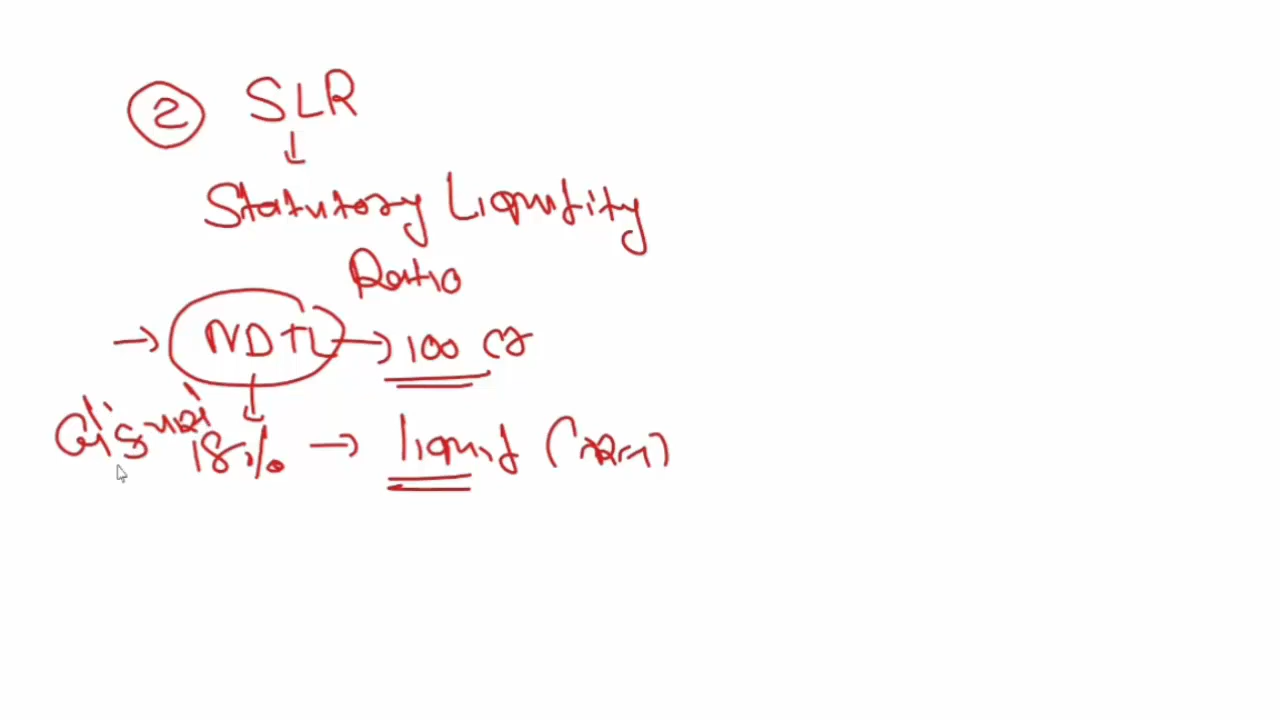 ② SLR
↓
Statutory Liquidity
Ratio
→ NDTL → 100 Cr
↓
18% → liquid